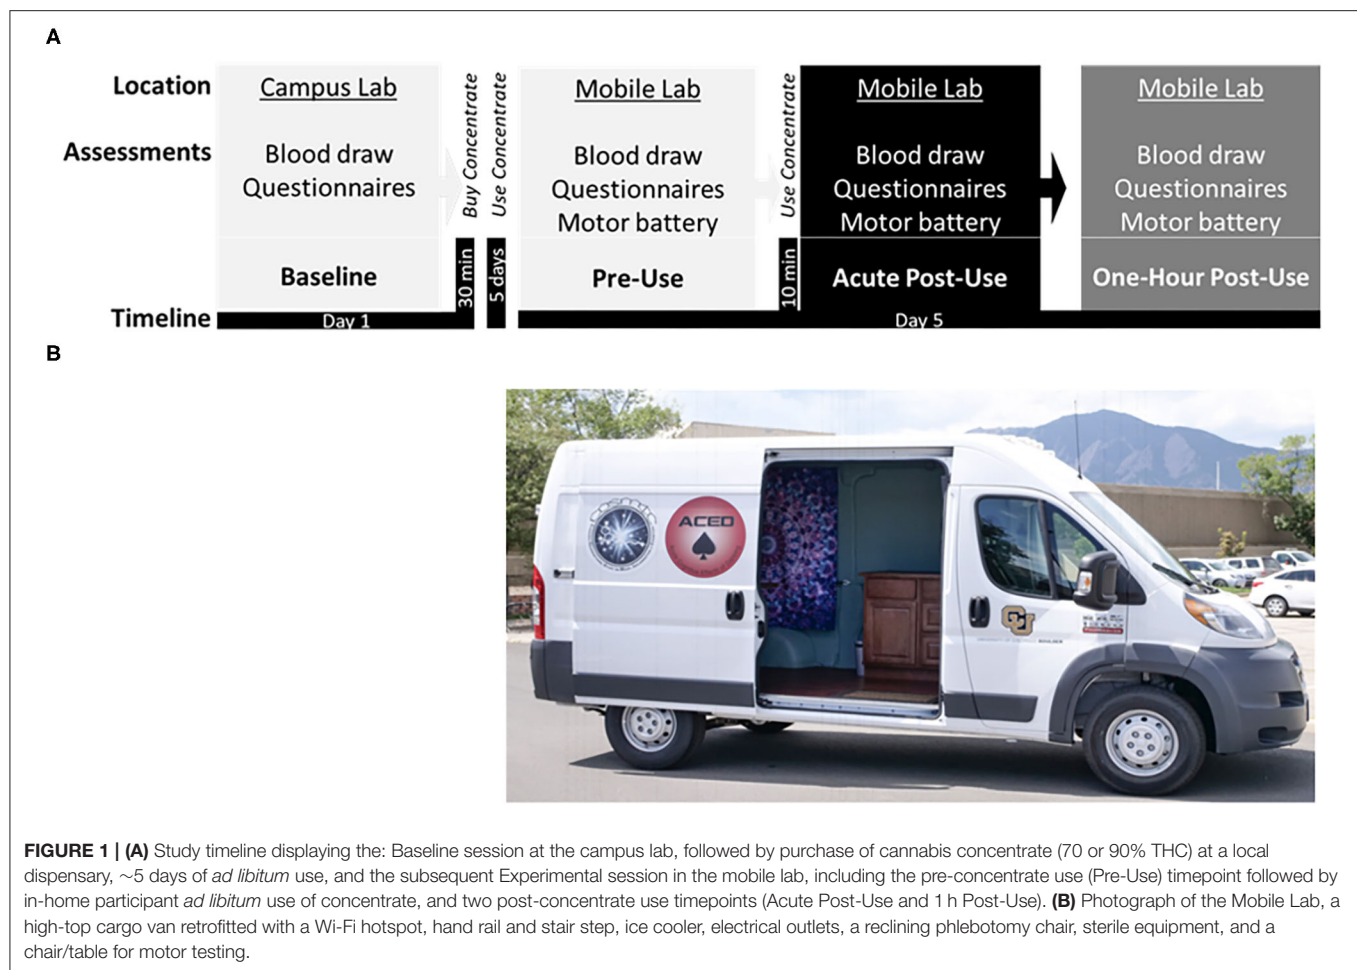 A
Location
Campus Lab
Mobile Lab
Mobile Lab
Mobile Lab
Assessments
Blood draw
Questionnaires
Buy Concentrate
Use Concentrate
Blood draw
Questionnaires
Motor battery
Use Concentrate
Blood draw
Questionnaires
Motor battery
Blood draw
Questionnaires
Motor battery
Baseline
30 min
5 days
Pre-Use
10 min
Acute Post-Use
One-Hour Post-Use
Timeline
Day 1
Day 5
B
ACED
CU
BOULDER
FIGURE 1 | (A) Study timeline displaying the: Baseline session at the campus lab, followed by purchase of cannabis concentrate (70 or 90% THC) at a local
dispensary, ∼5 days of ad libitum use, and the subsequent Experimental session in the mobile lab, including the pre-concentrate use (Pre-Use) timepoint followed by
in-home participant ad libitum use of concentrate, and two post-concentrate use timepoints (Acute Post-Use and 1 h Post-Use). (B) Photograph of the Mobile Lab, a
high-top cargo van retrofitted with a Wi-Fi hotspot, hand rail and stair step, ice cooler, electrical outlets, a reclining phlebotomy chair, sterile equipment, and a
chair/table for motor testing.